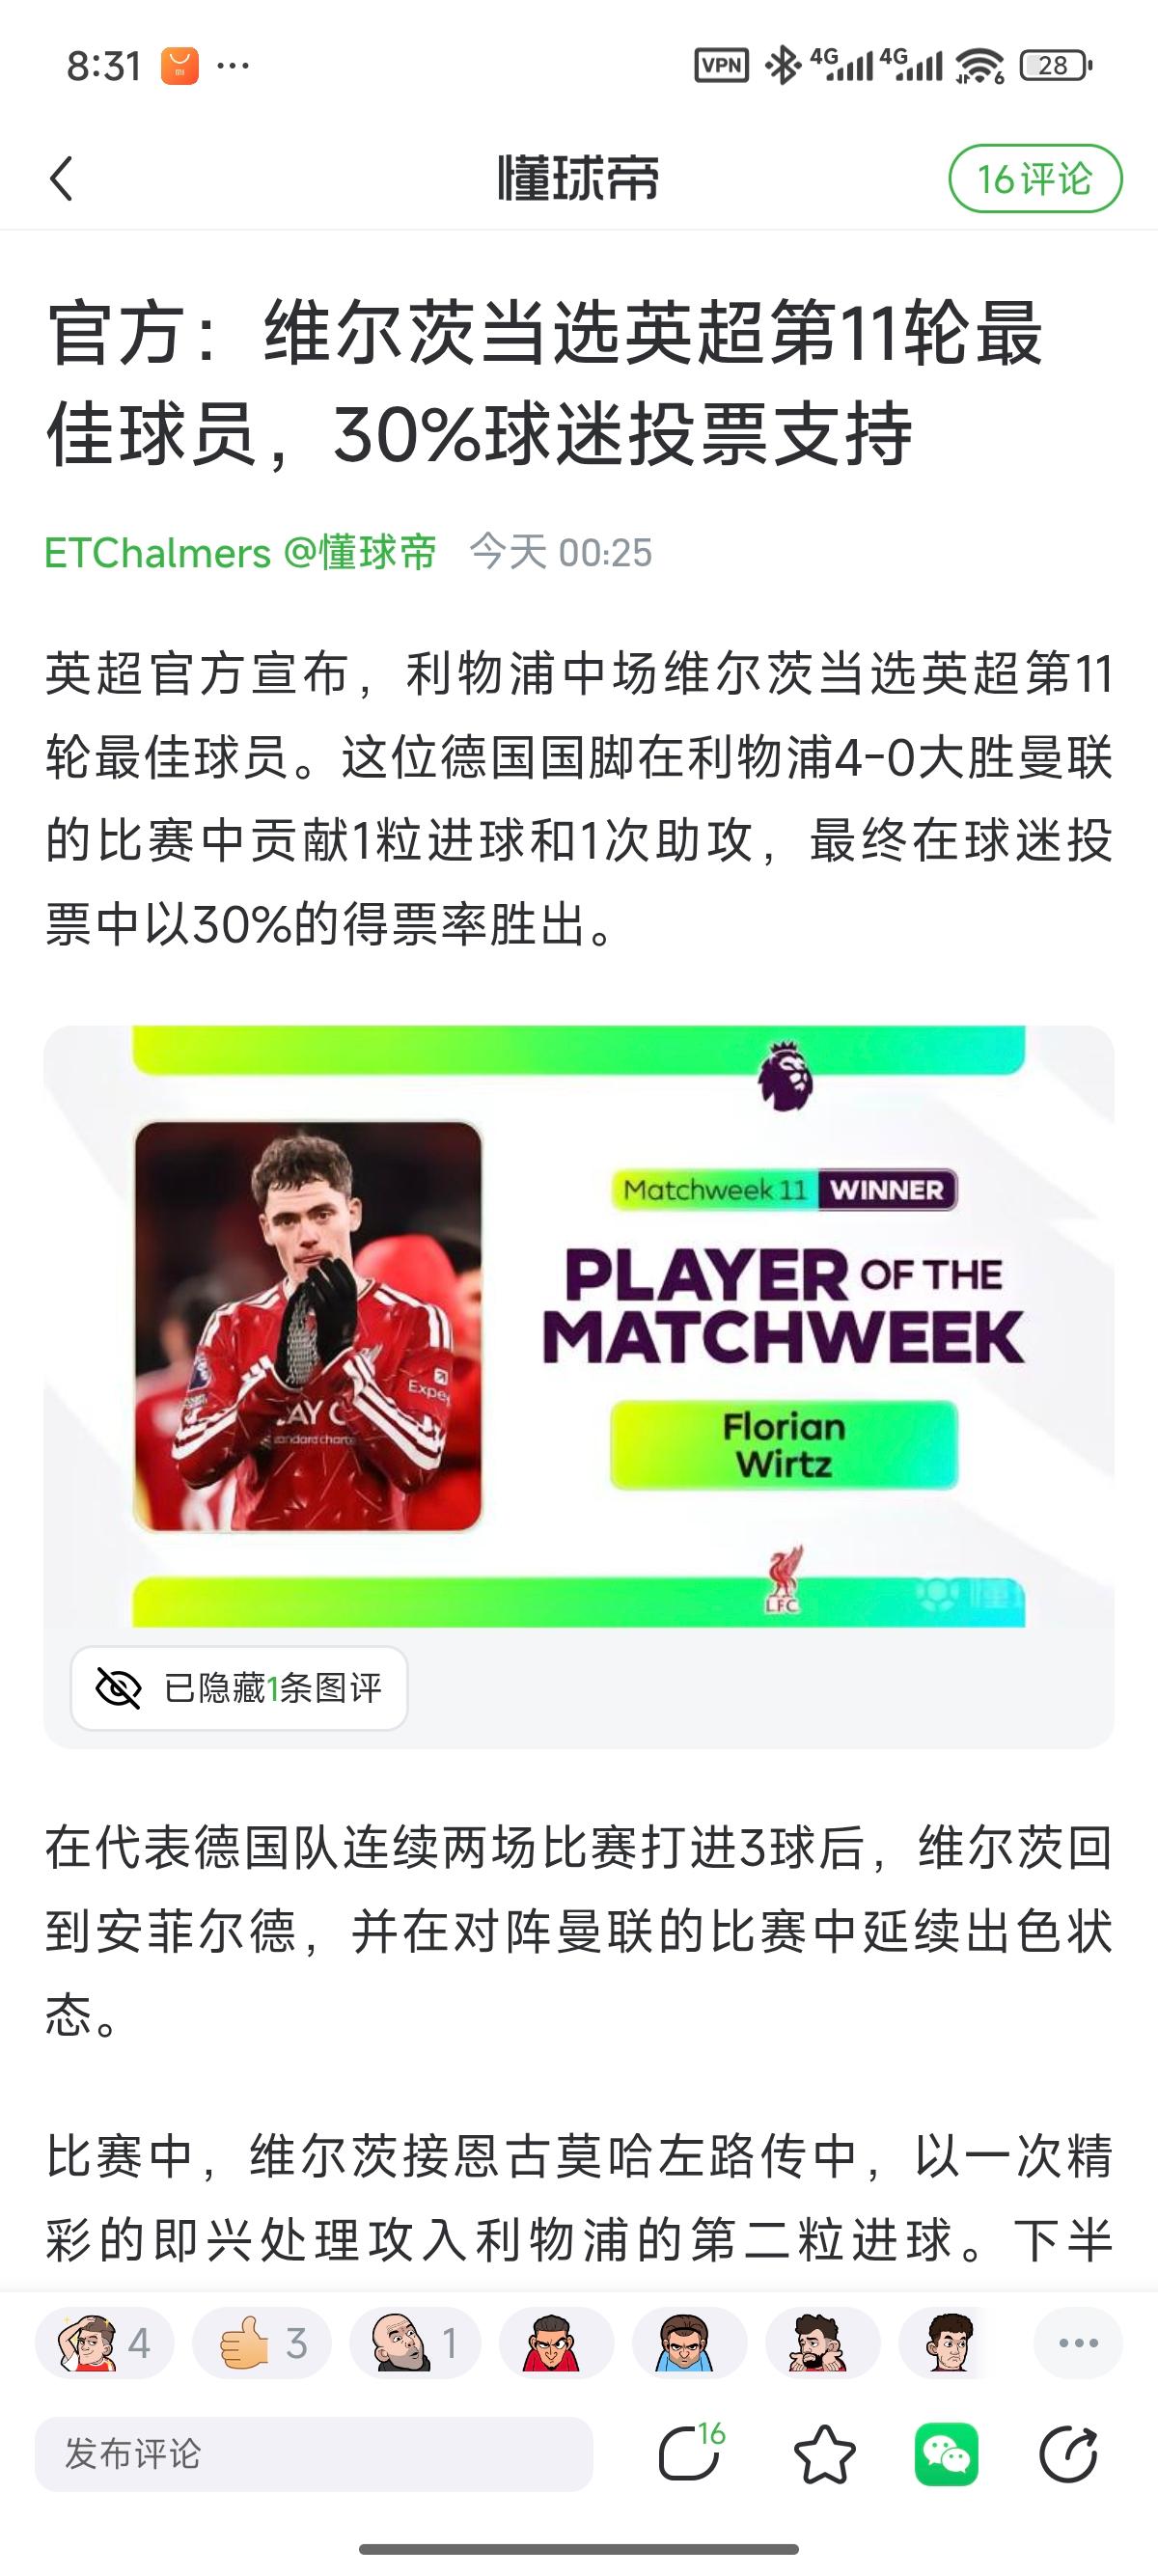 8:31
VPN 4G 4G 6 28
懂球帝
16评论
官方：维尔茨当选英超第11轮最
佳球员，30%球迷投票支持
ETChalmers @懂球帝 今天 00:25
英超官方宣布，利物浦中场维尔茨当选英超第11
轮最佳球员。这位德国国脚在利物浦4-0大胜曼联
的比赛中贡献1粒进球和1次助攻，最终在球迷投
票中以30%的得票率胜出。
Matchweek 11 WINNER
PLAYER OF THE
MATCHWEEK
Florian
Wirtz
Expe
AY C
standard charte
LFC
已隐藏1条图评
在代表德国队连续两场比赛打进3球后，维尔茨回
到安菲尔德，并在对阵曼联的比赛中延续出色状
态。
比赛中，维尔茨接恩古莫哈左路传中，以一次精
彩的即兴处理攻入利物浦的第二粒进球。下半
4 3 1
发布评论
16